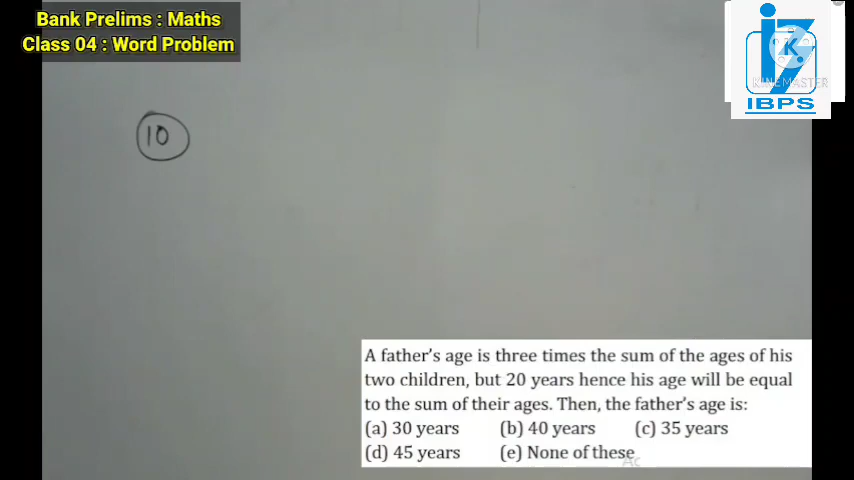 Bank Prelims : Maths
Class 04 : Word Problem
K
KINEMASTER
IBPS
10
A father's age is three times the sum of the ages of his
two children, but 20 years hence his age will be equal
to the sum of their ages. Then, the father's age is:
(a) 30 years (b) 40 years (c) 35 years
(d) 45 years (e) None of these